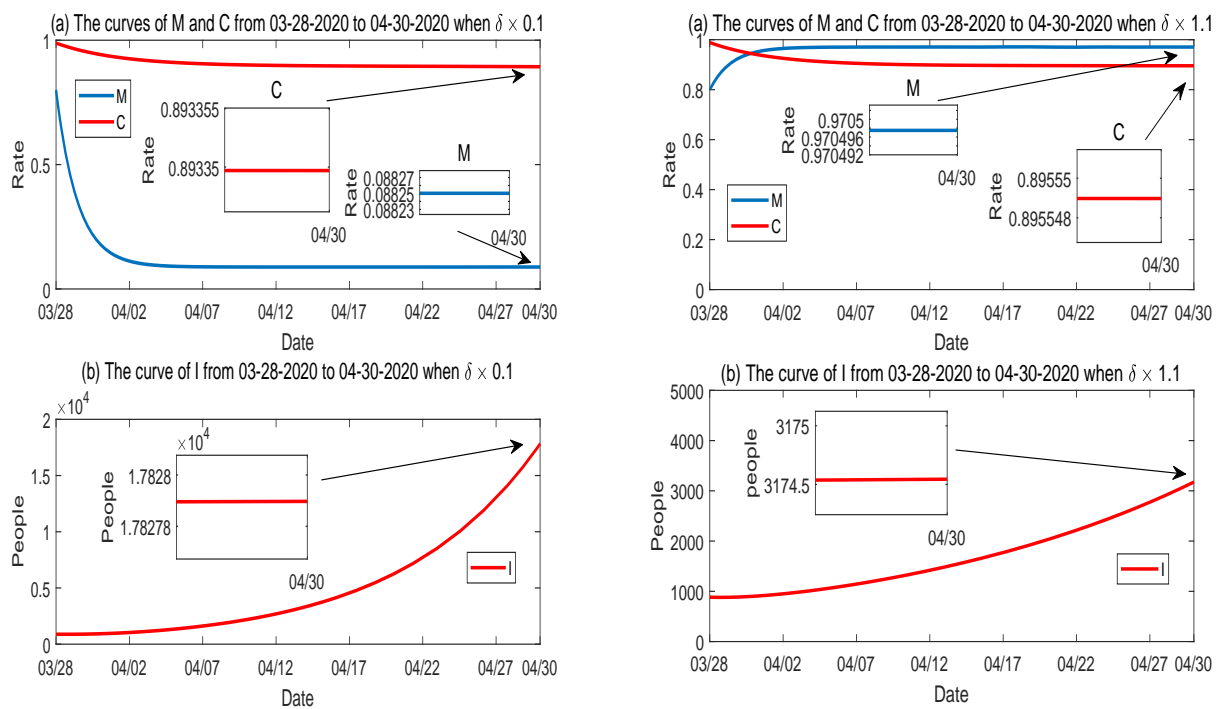 (a) The curves of M and C from 03-28-2020 to 04-30-2020 when δ × 0.1
1
0.5
0
Rate
M
C
C
0.893355
0.89335
Rate
04/30
M
0.08827
0.08825
0.08823
Rate
04/30
03/28 04/02 04/07 04/12 04/17 04/22 04/27 04/30
Date
(a) The curves of M and C from 03-28-2020 to 04-30-2020 when δ × 1.1
1
0.8
0.6
0.4
0.2
0
Rate
M
0.9705
0.970496
0.970492
Rate
04/30
C
0.89555
0.895548
Rate
04/30
M
C
03/28 04/02 04/07 04/12 04/17 04/22 04/27 04/30
Date
(b) The curve of I from 03-28-2020 to 04-30-2020 when δ × 0.1
×10⁴
2
1.5
1
0.5
0
People
×10⁴
1.7828
1.78278
People
04/30
I
03/28 04/02 04/07 04/12 04/17 04/22 04/27 04/30
Date
(b) The curve of I from 03-28-2020 to 04-30-2020 when δ × 1.1
5000
4000
3000
2000
1000
0
People
3175
3174.5
people
04/30
I
03/28 04/02 04/07 04/12 04/17 04/22 04/27 04/30
Date